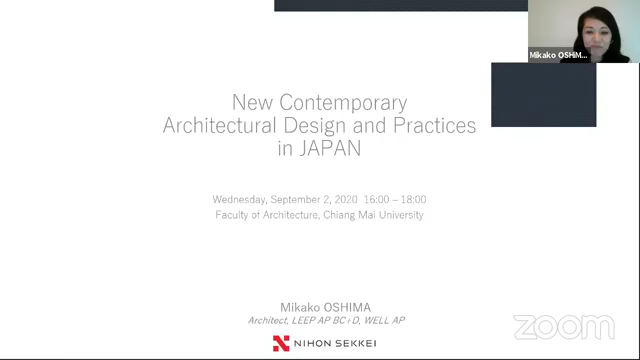 Mikako OSHIM...
New Contemporary
Architectural Design and Practices
in JAPAN
Wednesday, September 2, 2020 16:00 – 18:00
Faculty of Architecture, Chiang Mai University
Mikako OSHIMA
Architect, LEEP AP BC+D, WELL AP
NIHON SEKKEI
zoom